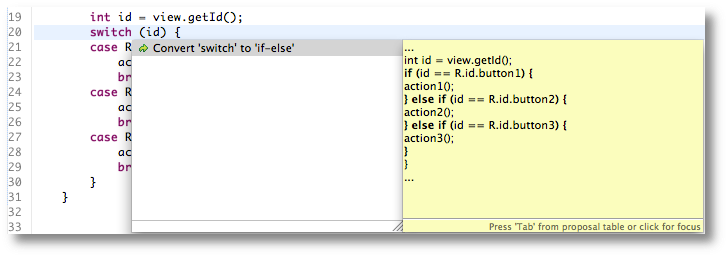 19 int id = view.getId();
20 switch (id) {
21 case R
22 ac
23 br
24 case R
25 ac
26 br
27 case R
28 ac
29 br
30 }
31 }
32
33
Convert 'switch' to 'if-else'
...
int id = view.getId();
if (id == R.id.button1) {
action1();
} else if (id == R.id.button2) {
action2();
} else if (id == R.id.button3) {
action3();
}
}
...
Press 'Tab' from proposal table or click for focus